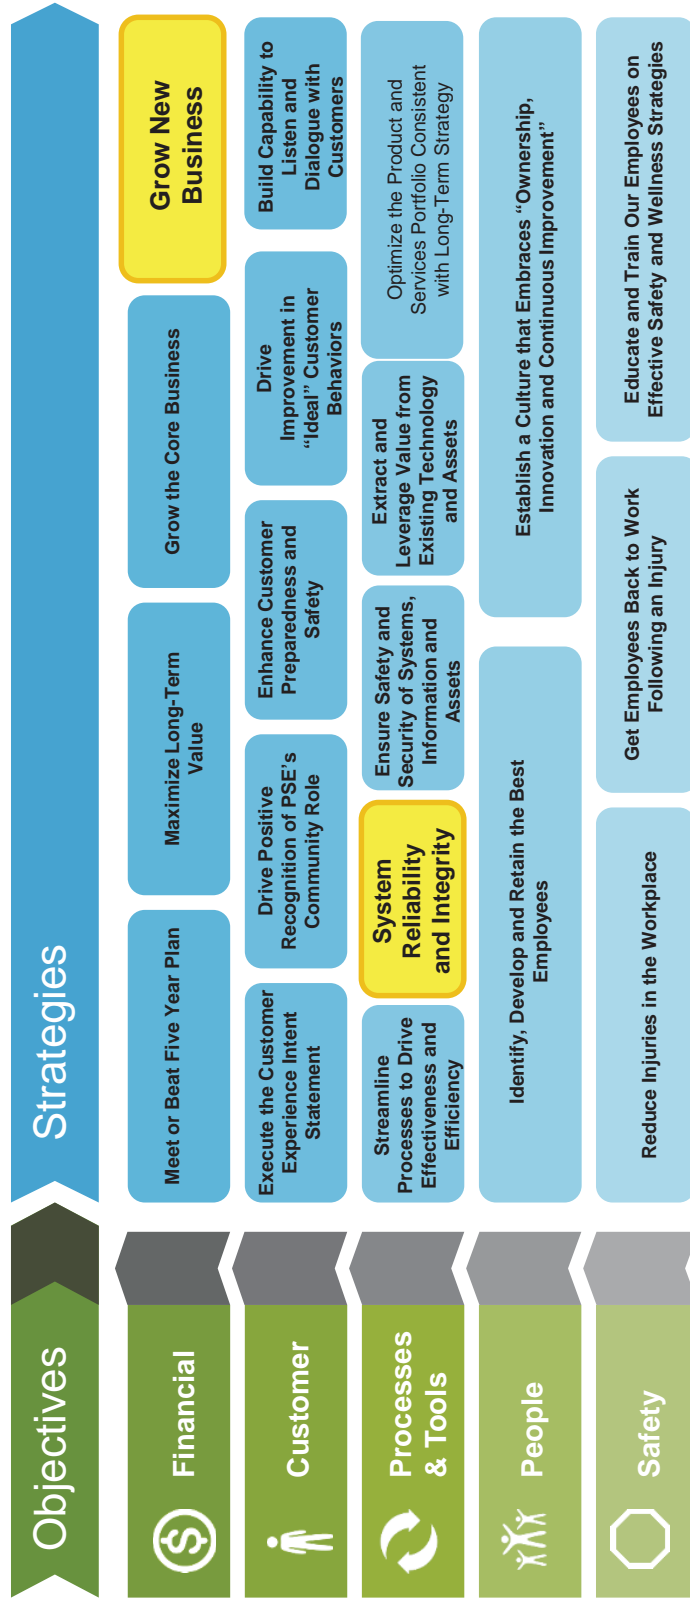 Objectives
Strategies
Financial
Meet or Beat Five Year Plan
Maximize Long-Term
Value
Grow the Core Business
Grow New
Business
Customer
Execute the Customer
Experience Intent
Statement
Drive Positive
Recognition of PSE’s
Community Role
Enhance Customer
Preparedness and
Safety
Drive
Improvement in
“Ideal” Customer
Behaviors
Build Capability to
Listen and
Dialogue with
Customers
Processes
& Tools
Streamline
Processes to Drive
Effectiveness and
Efficiency
System
Reliability
and Integrity
Ensure Safety and
Security of Systems,
Information and
Assets
Extract and
Leverage Value from
Existing Technology
and Assets
Optimize the Product and
Services Portfolio Consistent
with Long-Term Strategy
People
Identify, Develop and Retain the Best
Employees
Establish a Culture that Embraces “Ownership,
Innovation and Continuous Improvement”
Safety
Reduce Injuries in the Workplace
Get Employees Back to Work
Following an Injury
Educate and Train Our Employees on
Effective Safety and Wellness Strategies